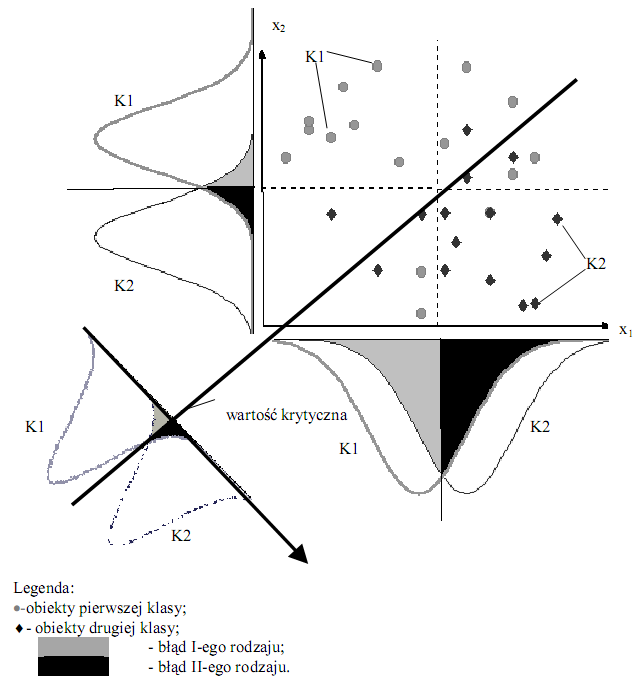 x2
K1
K1
K2
K2
x1
wartość krytyczna
K1
K1
K2
K2
Legenda:
-obiekty pierwszej klasy;
- obiekty drugiej klasy;
- błąd I-ego rodzaju;
- błąd II-ego rodzaju.